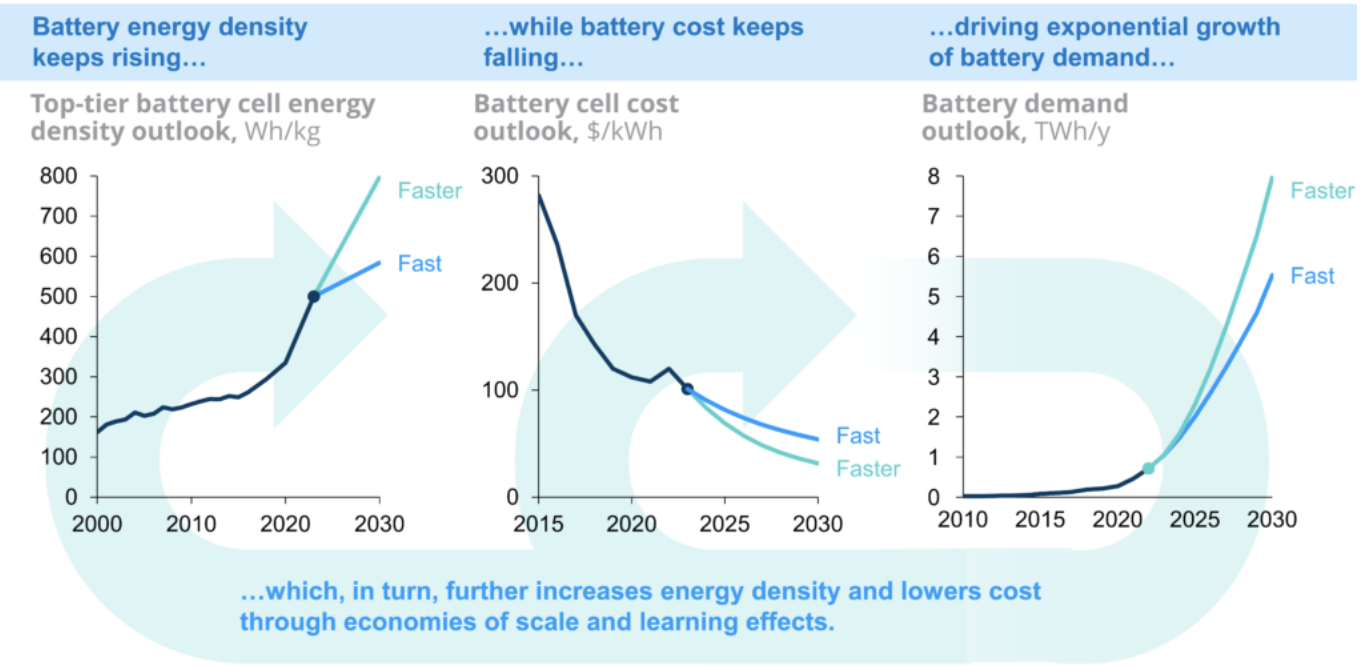 Battery energy density
keeps rising...
...while battery cost keeps
falling...
...driving exponential growth
of battery demand...
Top-tier battery cell energy
density outlook, Wh/kg
Battery cell cost
outlook, $/kWh
Battery demand
outlook, TWh/y
800
700
600
500
400
300
200
100
0
2000
2010
2020
2030
Faster
Fast
300
200
100
0
2015
2020
2025
2030
Fast
Faster
8
7
6
5
4
3
2
1
0
2010
2015
2020
2025
2030
Faster
Fast
...which, in turn, further increases energy density and lowers cost
through economies of scale and learning effects.